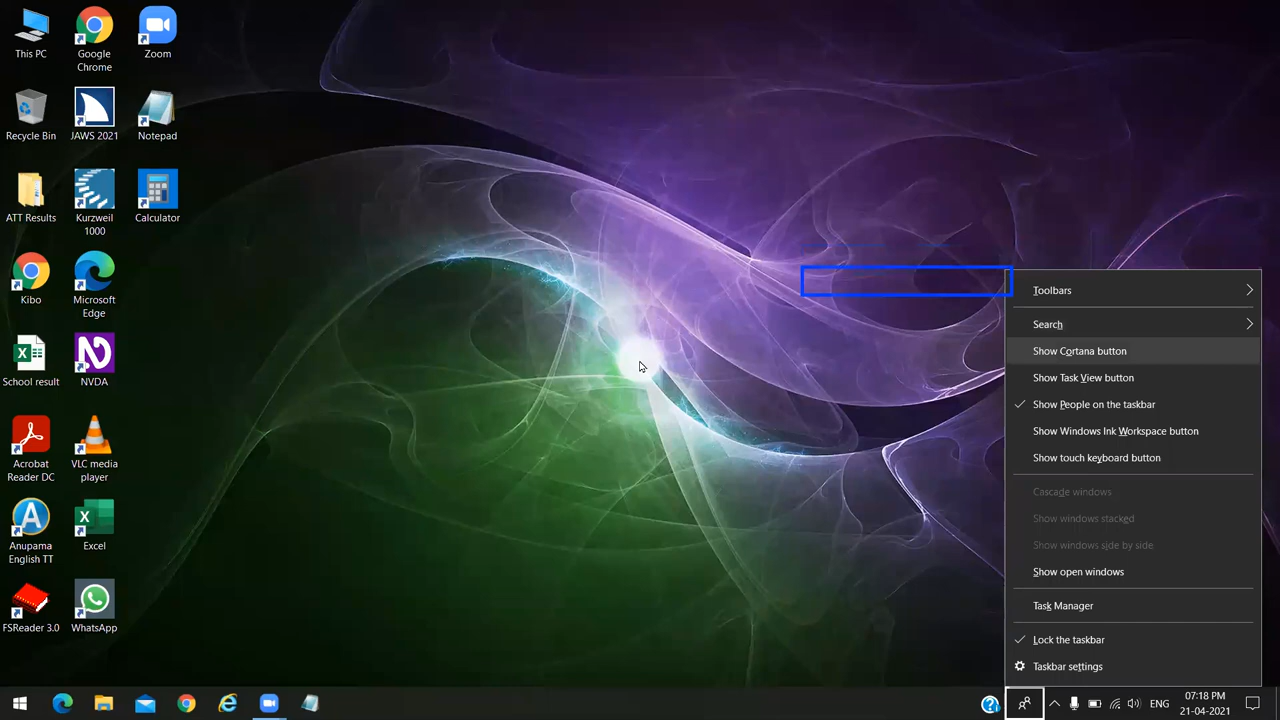 This PC
Google
Chrome
Zoom
Recycle Bin
JAWS 2021
Notepad
ATT Results
Kurzweil
1000
Calculator
Kibo
Microsoft
Edge
School result
NVDA
Acrobat
Reader DC
VLC media
player
Anupama
English TT
Excel
FSReader 3.0
WhatsApp
Toolbars
Search
Show Cortana button
Show Task View button
Show People on the taskbar
Show Windows Ink Workspace button
Show touch keyboard button
Cascade windows
Show windows stacked
Show windows side by side
Show open windows
Task Manager
Lock the taskbar
Taskbar settings
ENG
07:18 PM
21-04-2021